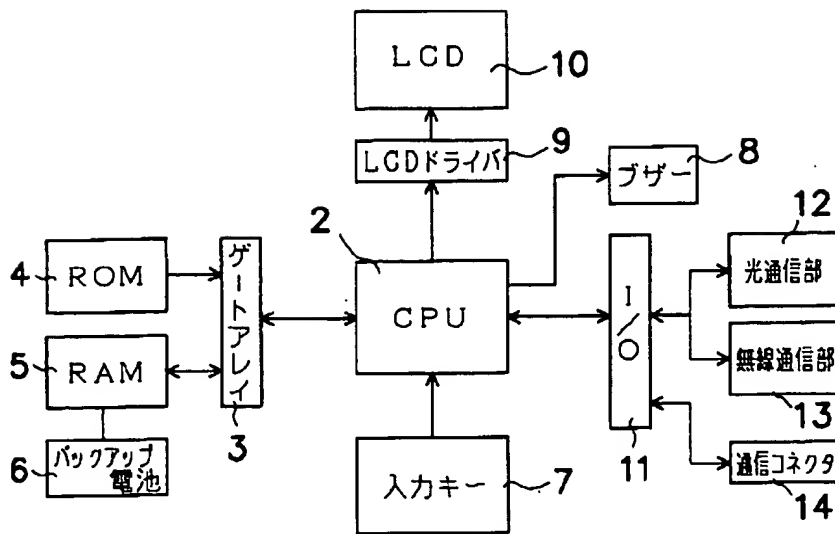 LCD
10
LCDドライバ
9
ブザー
8
2
CPU
4
ROM
ゲートアレイ
3
5
RAM
6
バックアップ
電池
入力キー
7
I/O
11
12
光通信部
無線通信部
13
通信コネクタ
14